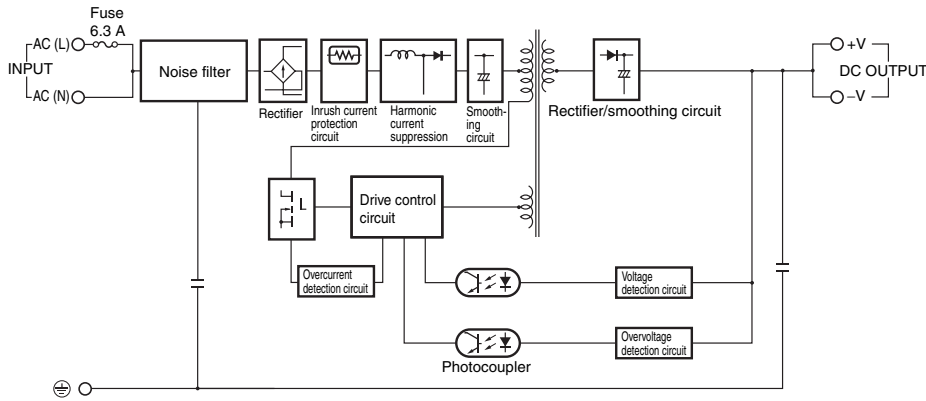 Fuse
6.3 A
AC (L)
INPUT
AC (N)
Noise filter
Rectifier
Inrush current
protection
circuit
Harmonic
current
suppression
Smooth-
ing
circuit
Rectifier/smoothing circuit
+V
DC OUTPUT
–V
L
Drive control
circuit
Overcurrent
detection circuit
Voltage
detection circuit
Overvoltage
detection circuit
Photocoupler